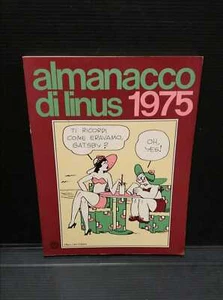 almanacco
di linus 1975
TI RICORDI
COME ERAVAMO,
GATSBY?
OH,
YES!